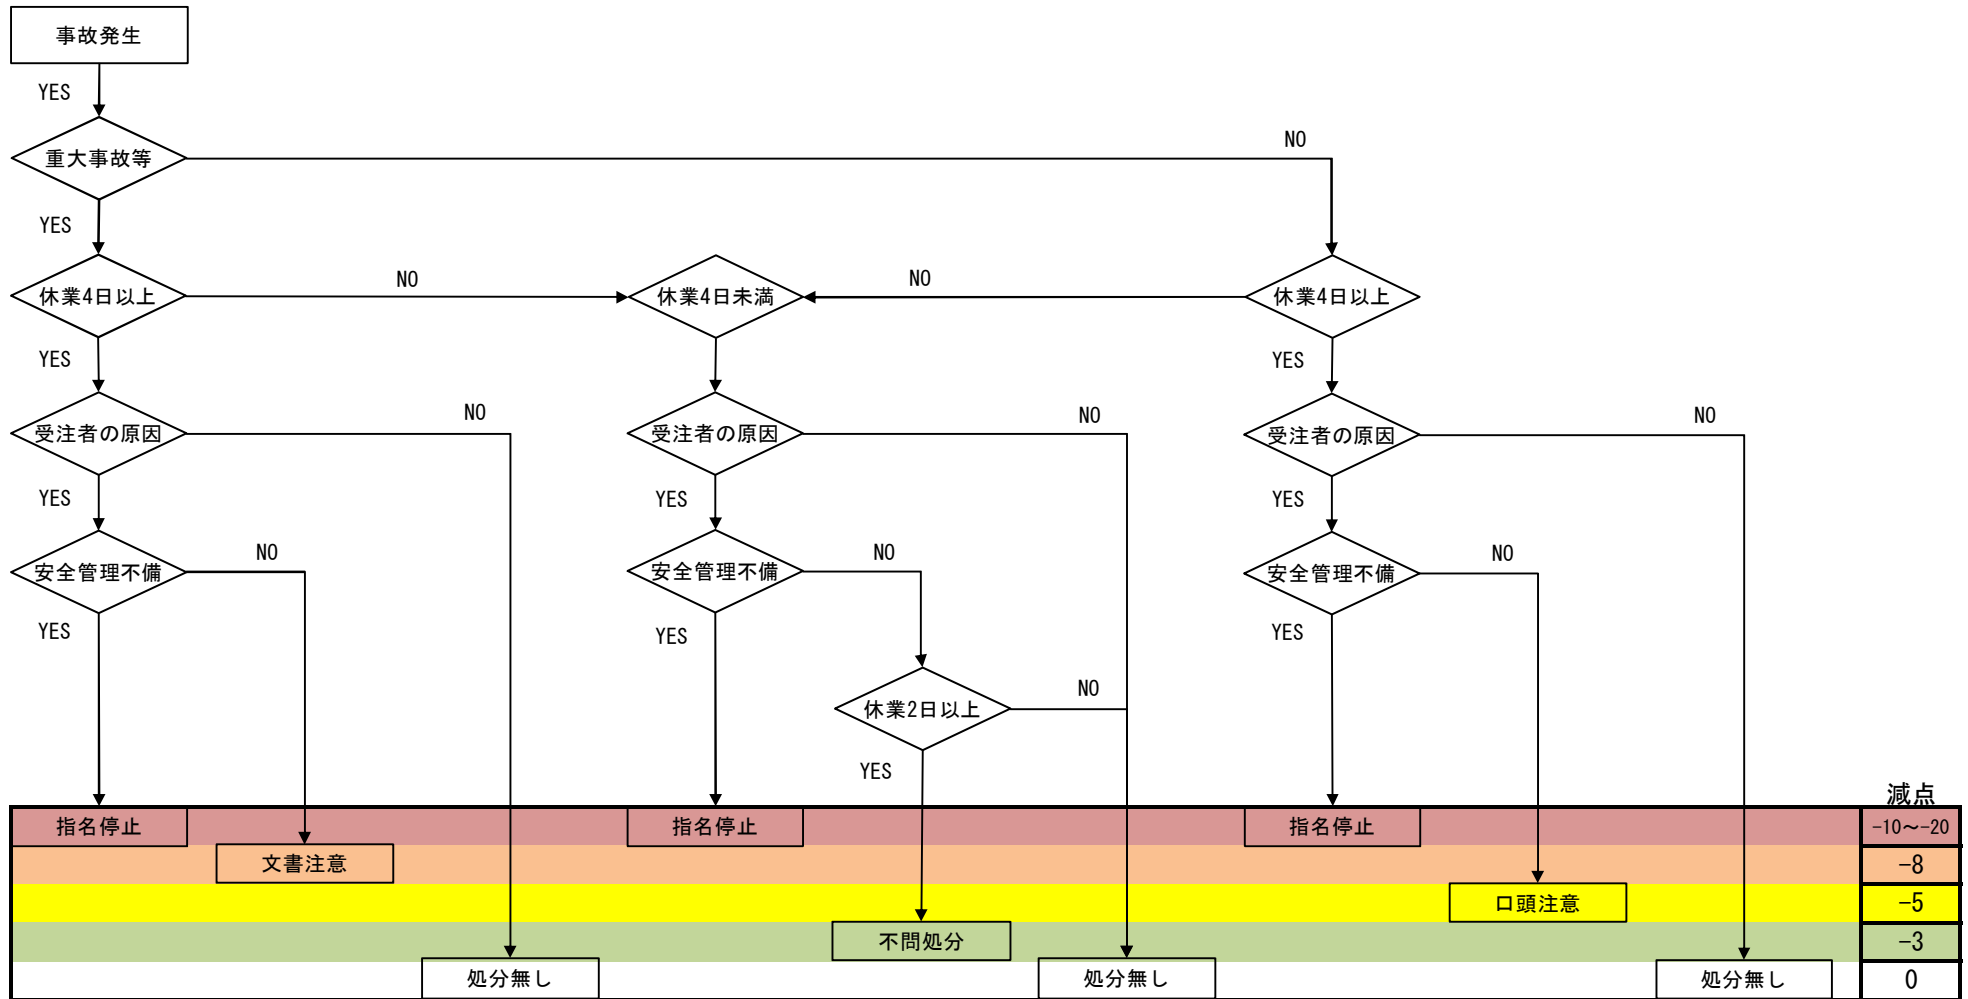 事故発生
YES
重大事故等
NO
YES
休業4日以上
NO
休業4日未満
NO
休業4日以上
YES
YES
受注者の原因
NO
受注者の原因
NO
受注者の原因
NO
YES
YES
YES
安全管理不備
NO
安全管理不備
NO
安全管理不備
NO
YES
YES
YES
休業2日以上
NO
YES
減点
指名停止
指名停止
指名停止
-10～-20
文書注意
-8
口頭注意
-5
不問処分
-3
処分無し
処分無し
処分無し
0